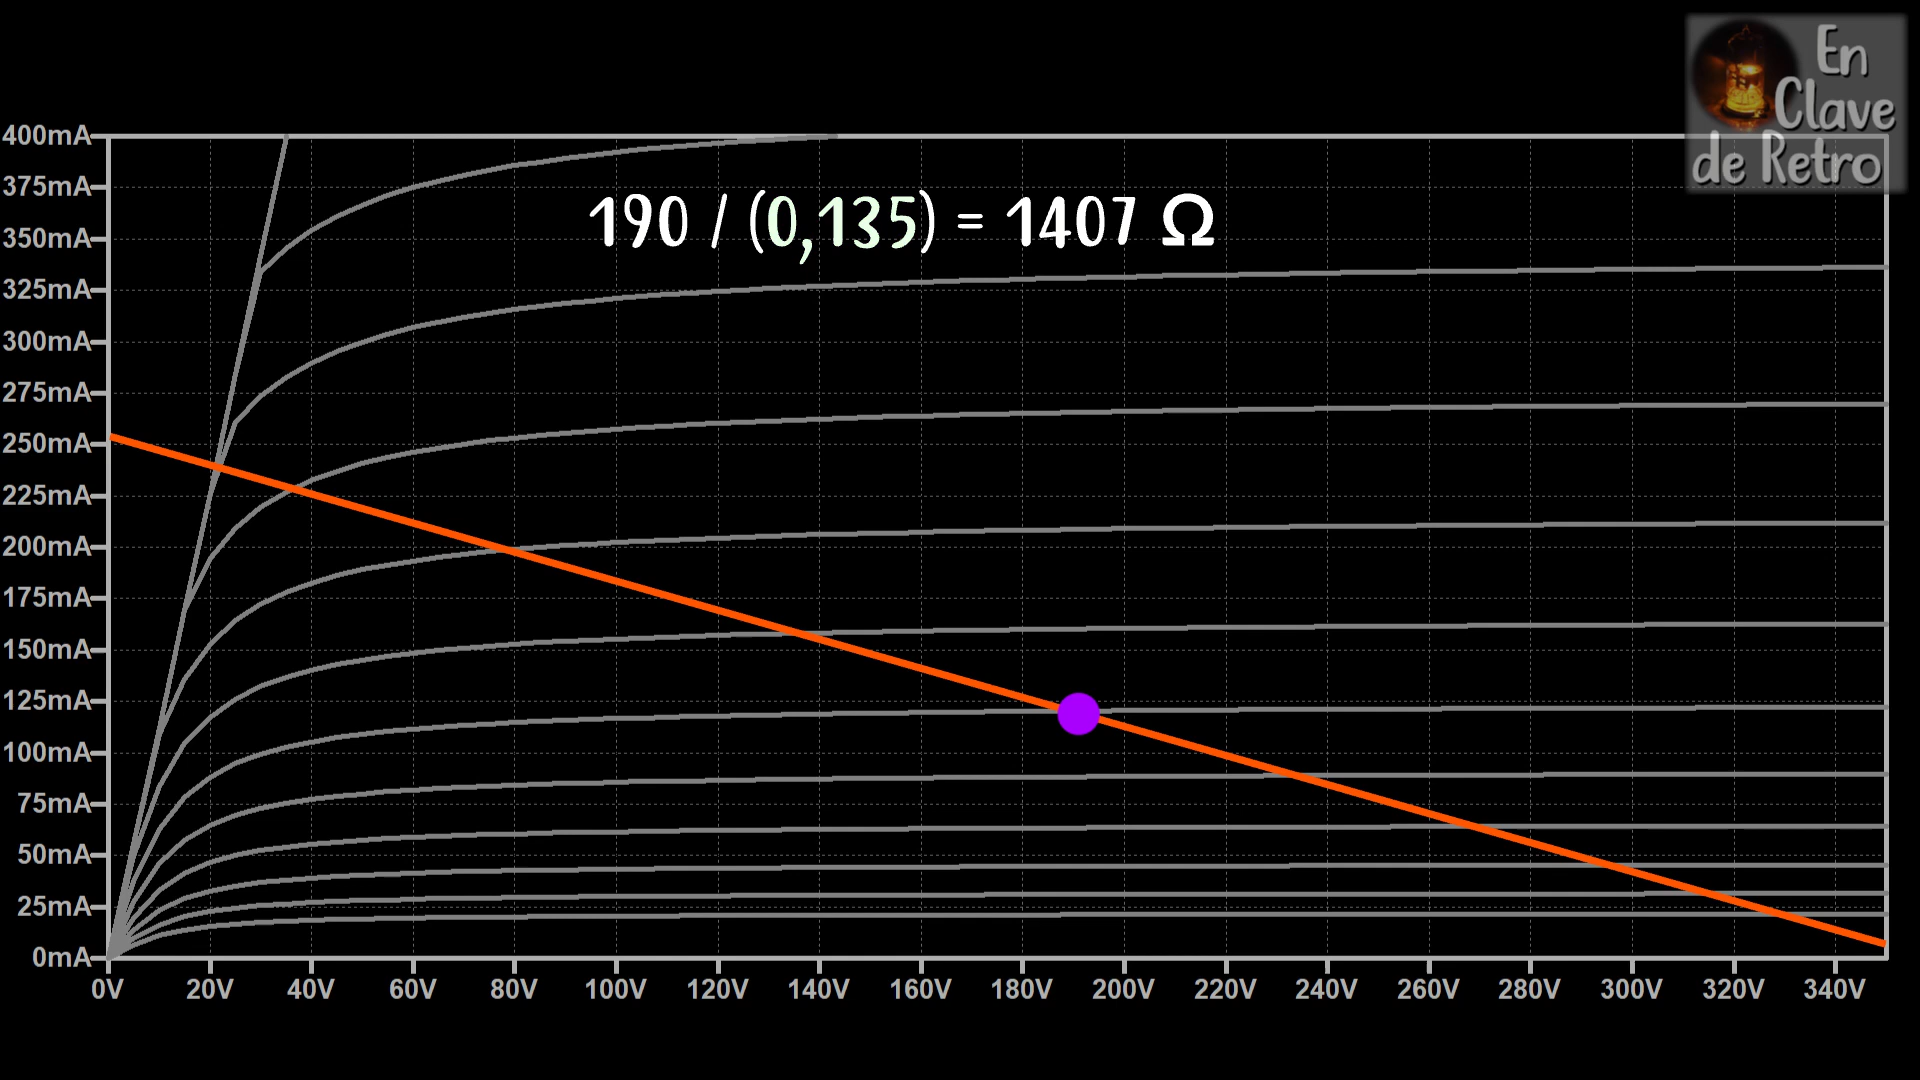 En
Clave
de Retro
400mA
375mA
350mA
325mA
300mA
275mA
250mA
225mA
200mA
175mA
150mA
125mA
100mA
75mA
50mA
25mA
0mA
190 / (0,135) = 1407 Ω
0V 20V 40V 60V 80V 100V 120V 140V 160V 180V 200V 220V 240V 260V 280V 300V 320V 340V